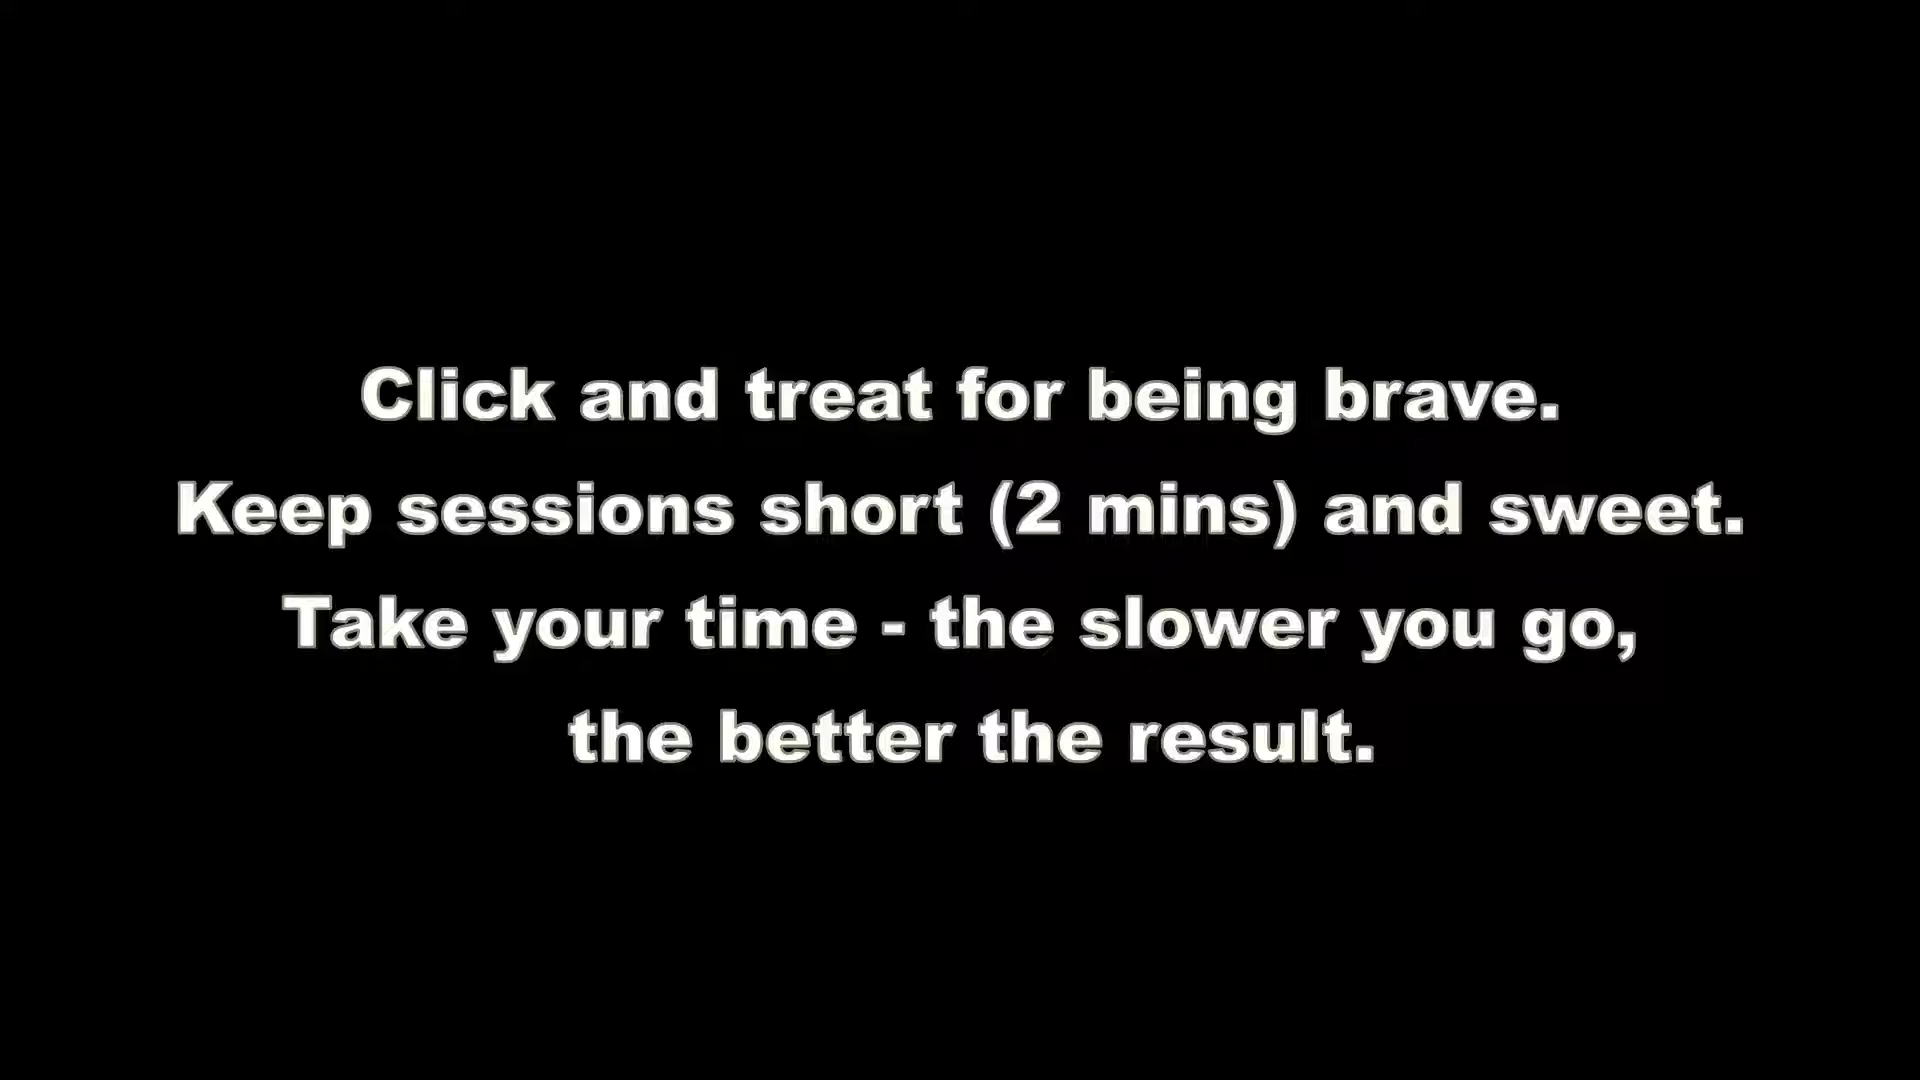 Click and treat for being brave.
Keep sessions short (2 mins) and sweet.
Take your time - the slower you go,
the better the result.